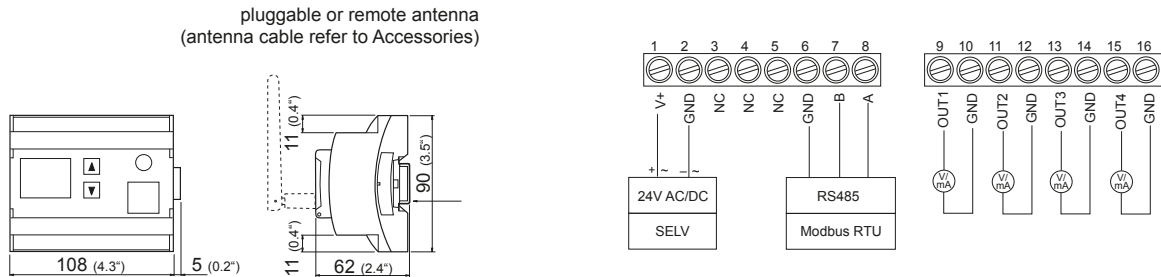 pluggable or remote antenna
(antenna cable refer to Accessories)
11 (0.4“)
90 (3.5“)
11 (0.4“)
108 (4.3“)
5 (0.2“)
62 (2.4“)
1 2 3 4 5 6 7 8
V+ GND NC NC NC GND B A
+ ~ – ~
24V AC/DC
SELV
RS485
Modbus RTU
9 10 11 12 13 14 15 16
OUT1 GND OUT2 GND OUT3 GND OUT4 GND
V/ mA
V/ mA
V/ mA
V/ mA